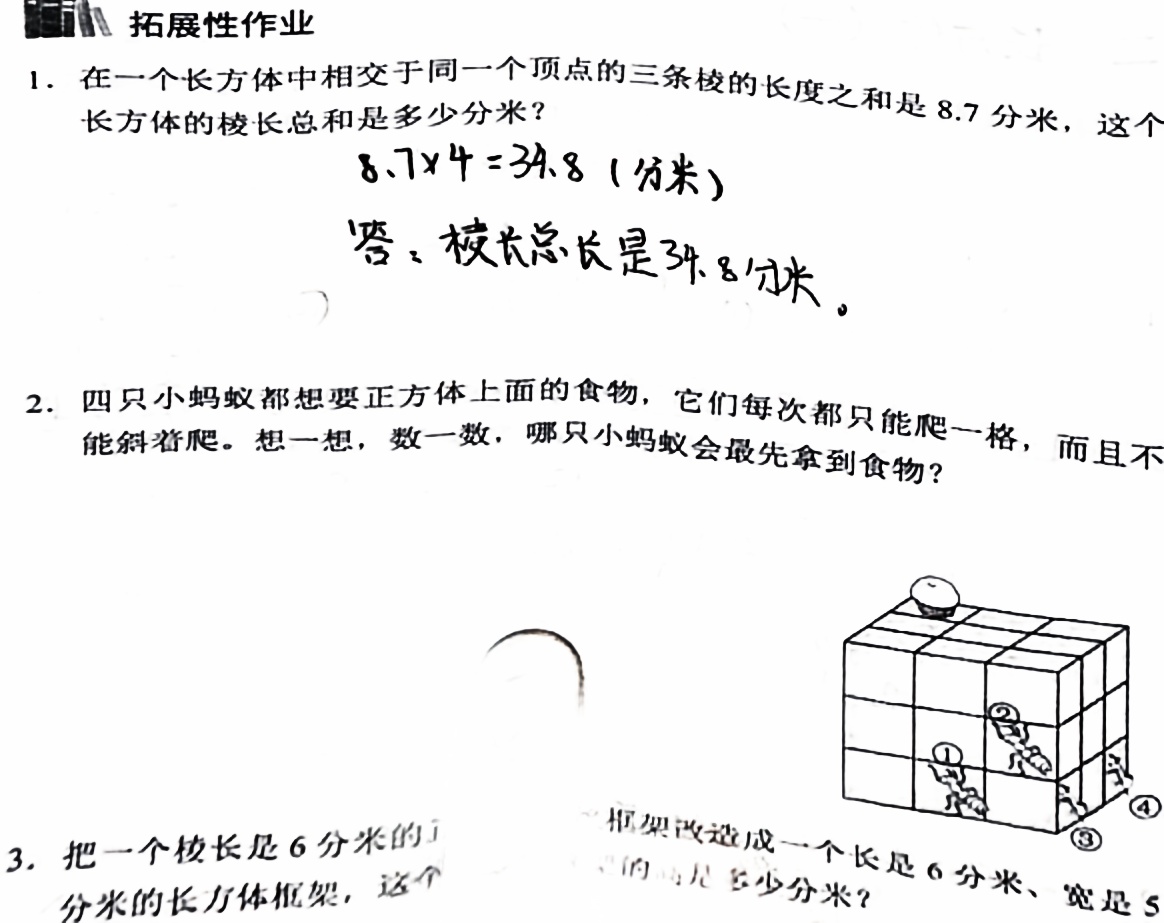 拓展性作业
1. 在一个长方体中相交于同一个顶点的三条棱的长度之和是 8.7 分米，这个
长方体的棱长总和是多少分米？
8.7×4=34.8（分米）
答：棱长总长是34.8分米。
2. 四只小蚂蚁都想要正方体上面的食物，它们每次都只能爬一格，而且不
能斜着爬。想一想，数一数，哪只小蚂蚁会最先拿到食物？
②
①
④
③
3. 把一个棱长是 6 分米的 框架改造成一个长是 6 分米、宽是 5
分米的长方体框架，这个 的 是多少分米？